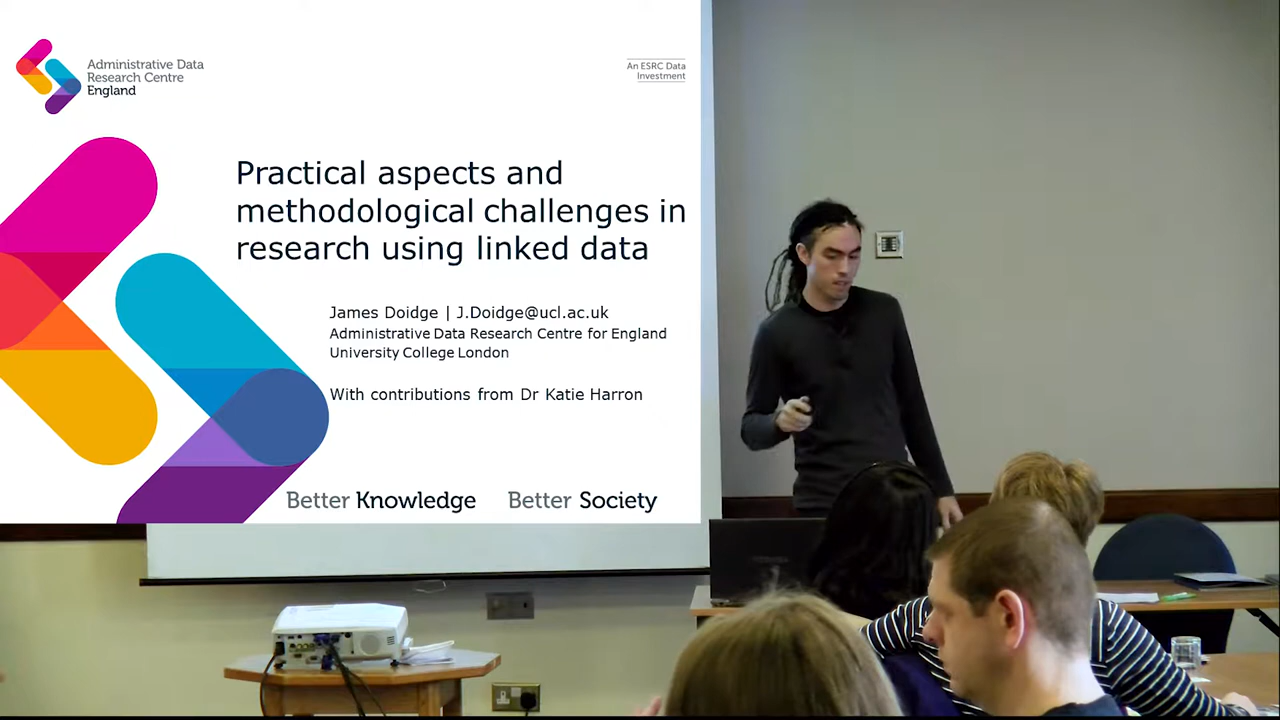 Administrative Data
Research Centre
England
An ESRC Data
Investment
Practical aspects and
methodological challenges in
research using linked data
James Doidge | J.Doidge@ucl.ac.uk
Administrative Data Research Centre for England
University College London
With contributions from Dr Katie Harron
Better Knowledge Better Society